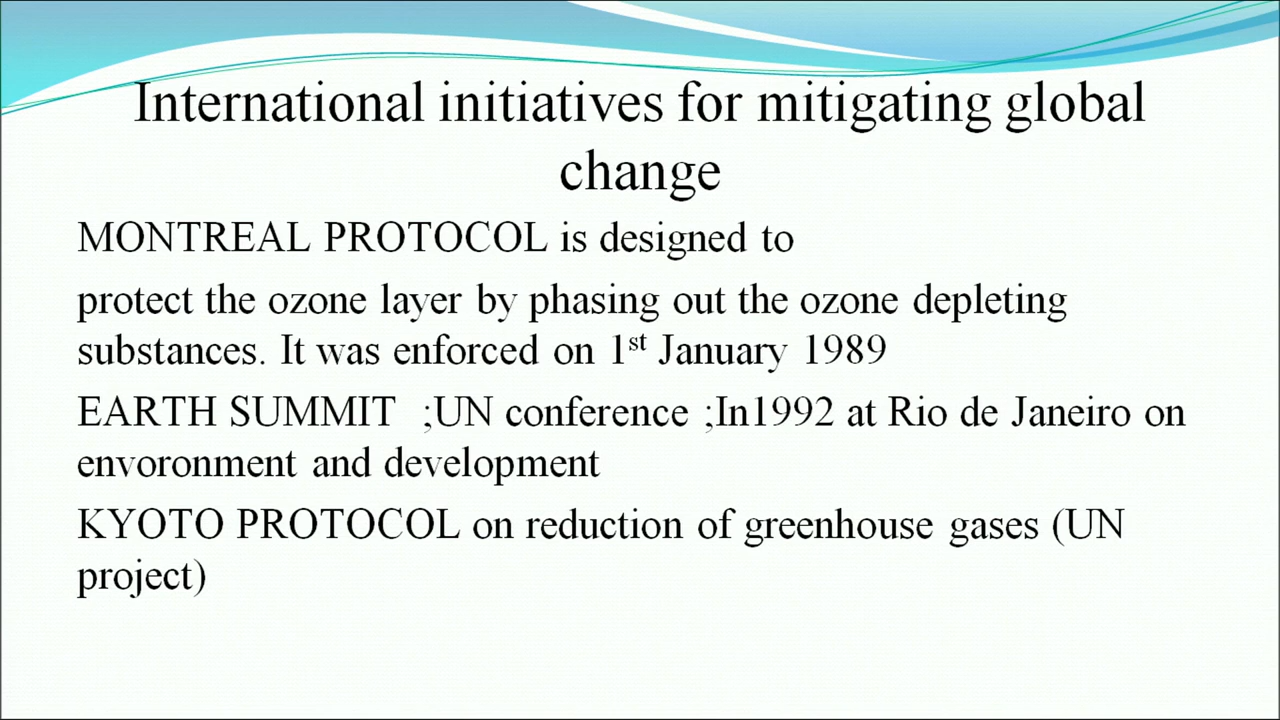 International initiatives for mitigating global
change
MONTREAL PROTOCOL is designed to
protect the ozone layer by phasing out the ozone depleting
substances. It was enforced on 1st January 1989
EARTH SUMMIT  ;UN conference ;In1992 at Rio de Janeiro on
envoronment and development
KYOTO PROTOCOL on reduction of greenhouse gases (UN
project)